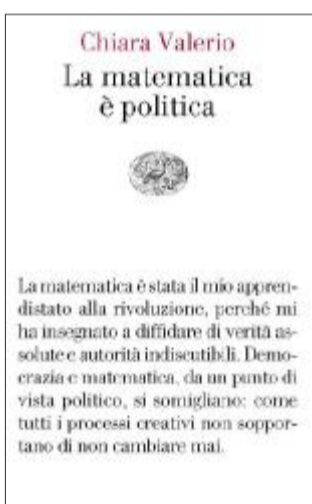 Chiara Valerio
La matematica
è politica
La matematica è stata il mio appren-
distato alla rivoluzione, perché mi
ha insegnato a diffidare di verità as-
solute e autorità indiscutibili. Demo-
crazia e matematica, da un punto di
vista politico, si somigliano: come
tutti i processi creativi non soppor-
tano di non cambiare mai.